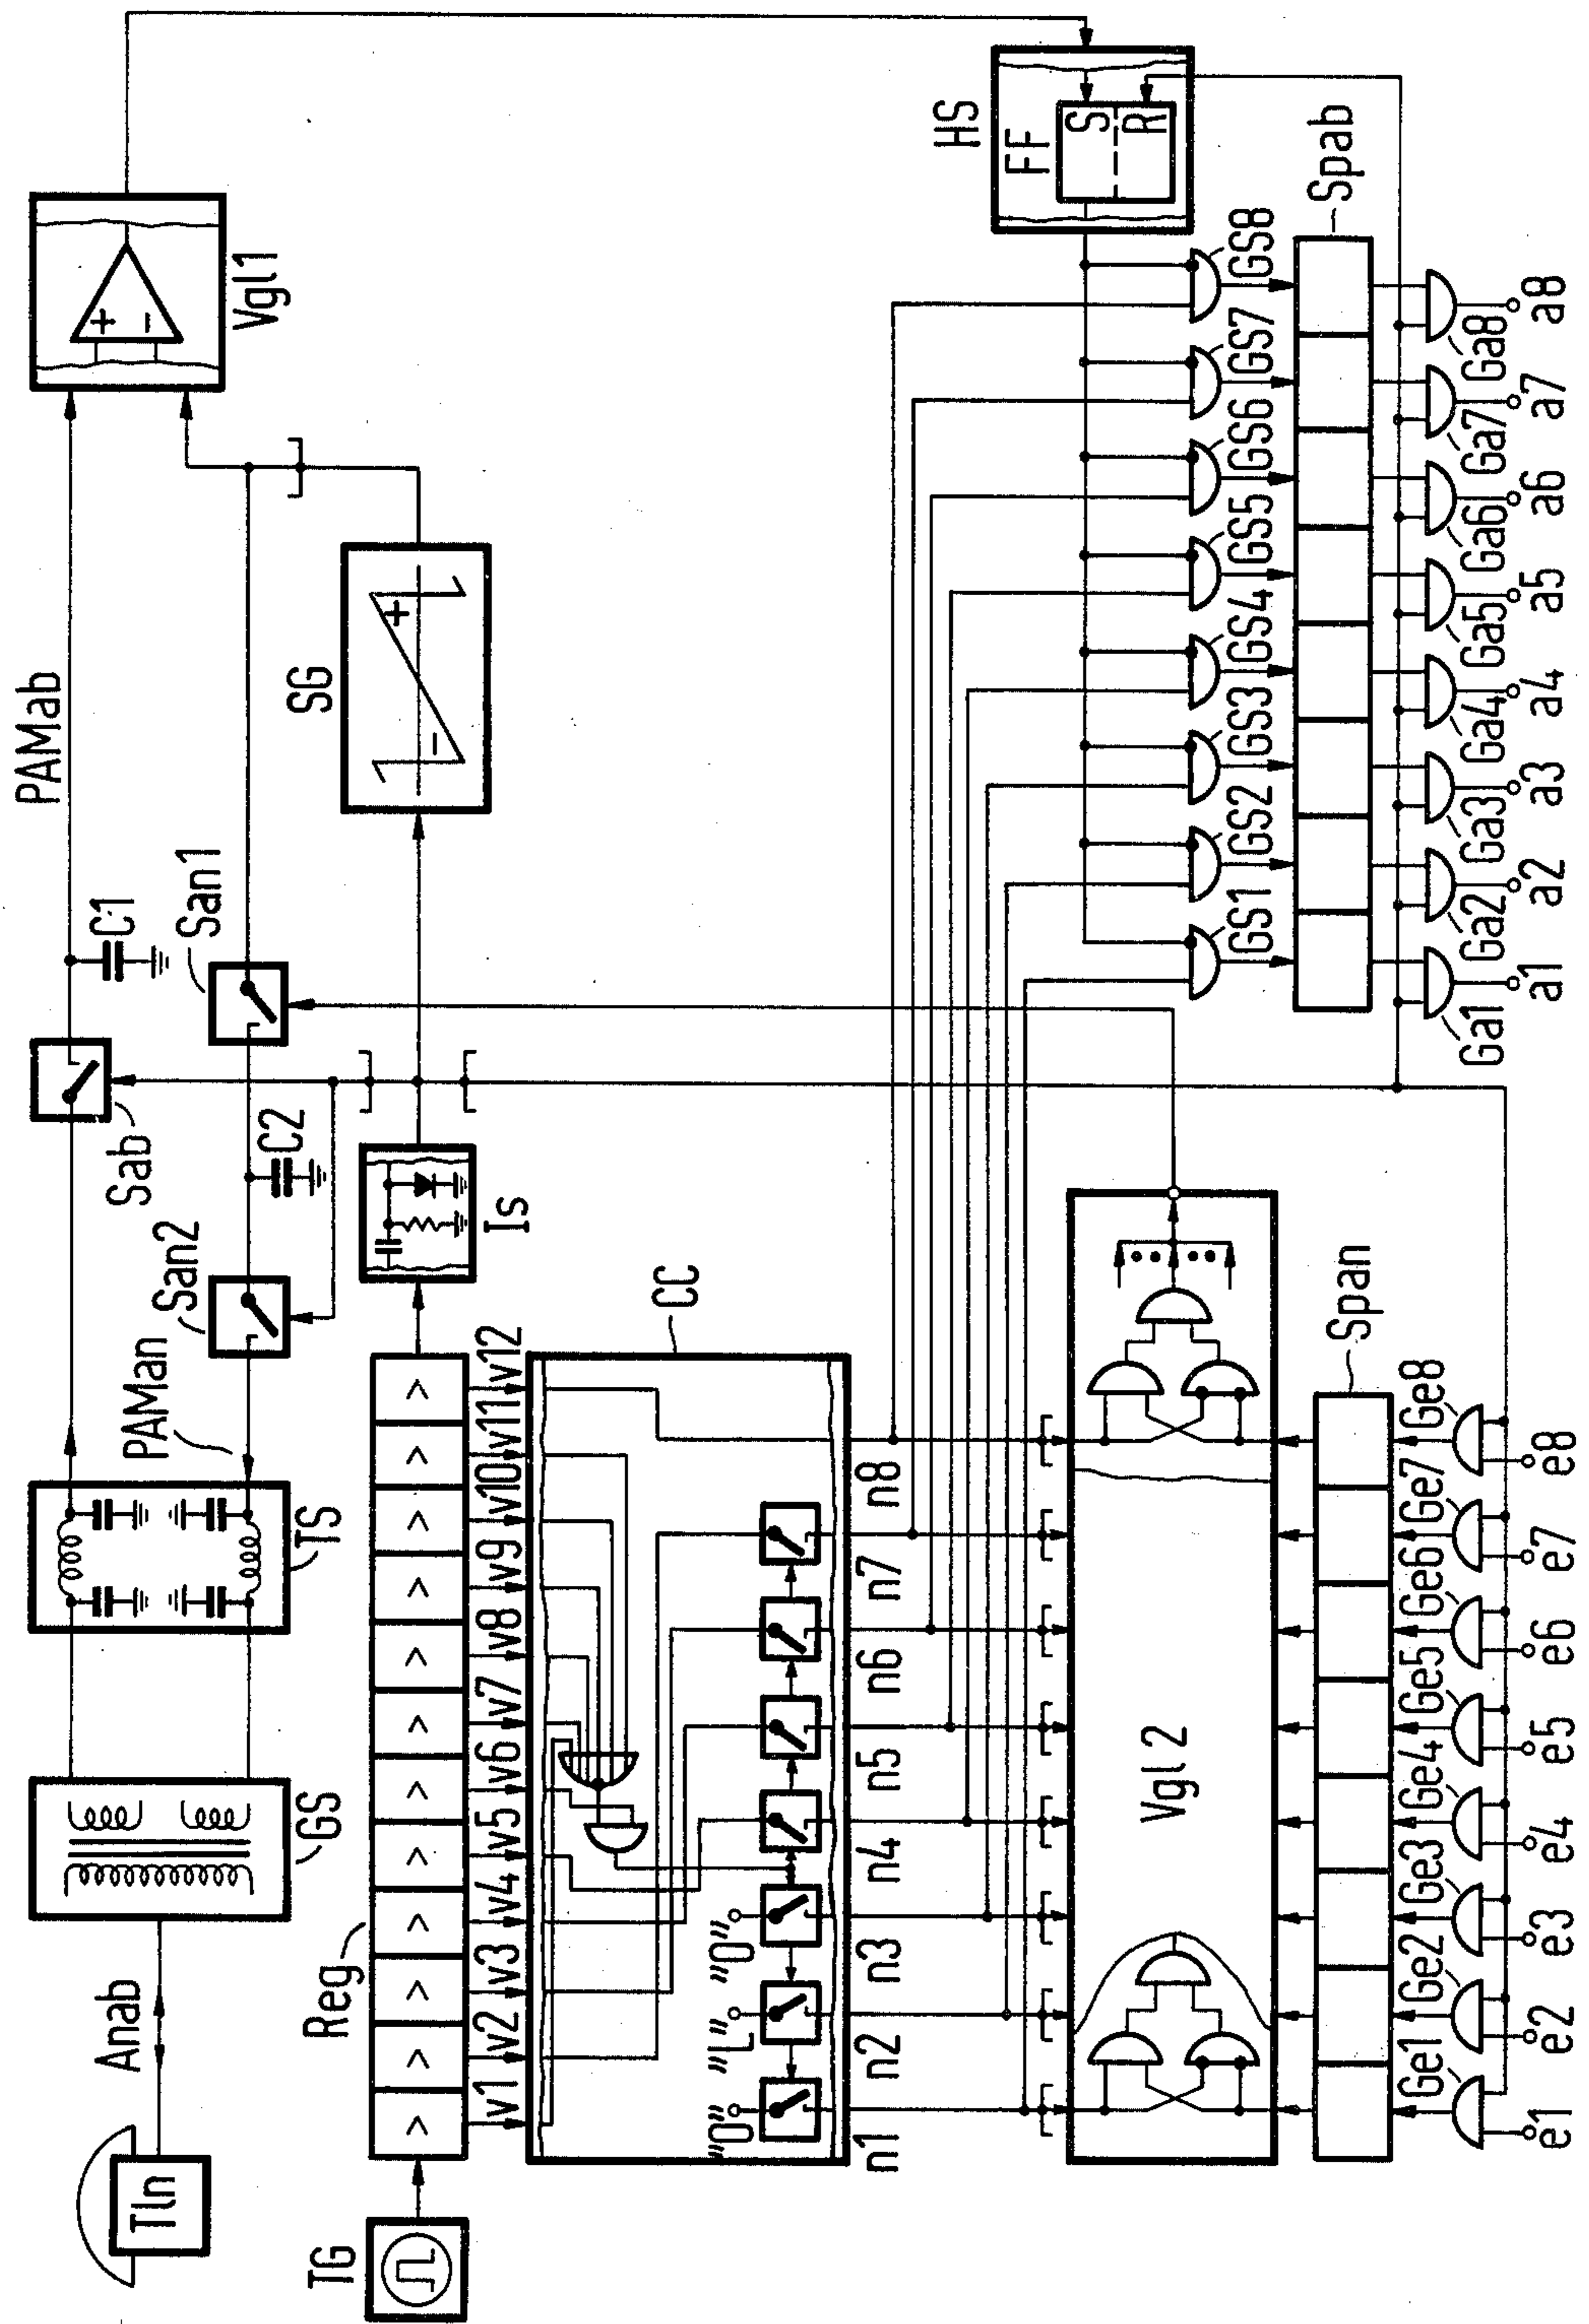 Tln
Anab
GS
TS
PAMan
San2
C2
Sab
San1
C1
PAMab
+
−
Vgl1
TG
Reg
v1 v2 v3 v4 v5 v6 v7 v8 v9 v10 v11 v12
Is
SG
−
+
CC
"0" "L" "0"
n1 n2 n3 n4 n5 n6 n7 n8
HS
FF
S
R
Vgl 2
GS1 GS2 GS3 GS4 GS5 GS6 GS7 GS8
Span
Spab
Ge1 Ge2 Ge3 Ge4 Ge5 Ge6 Ge7 Ge8
e1 e2 e3 e4 e5 e6 e7 e8
Ga1 Ga2 Ga3 Ga4 Ga5 Ga6 Ga7 Ga8
a1 a2 a3 a4 a5 a6 a7 a8